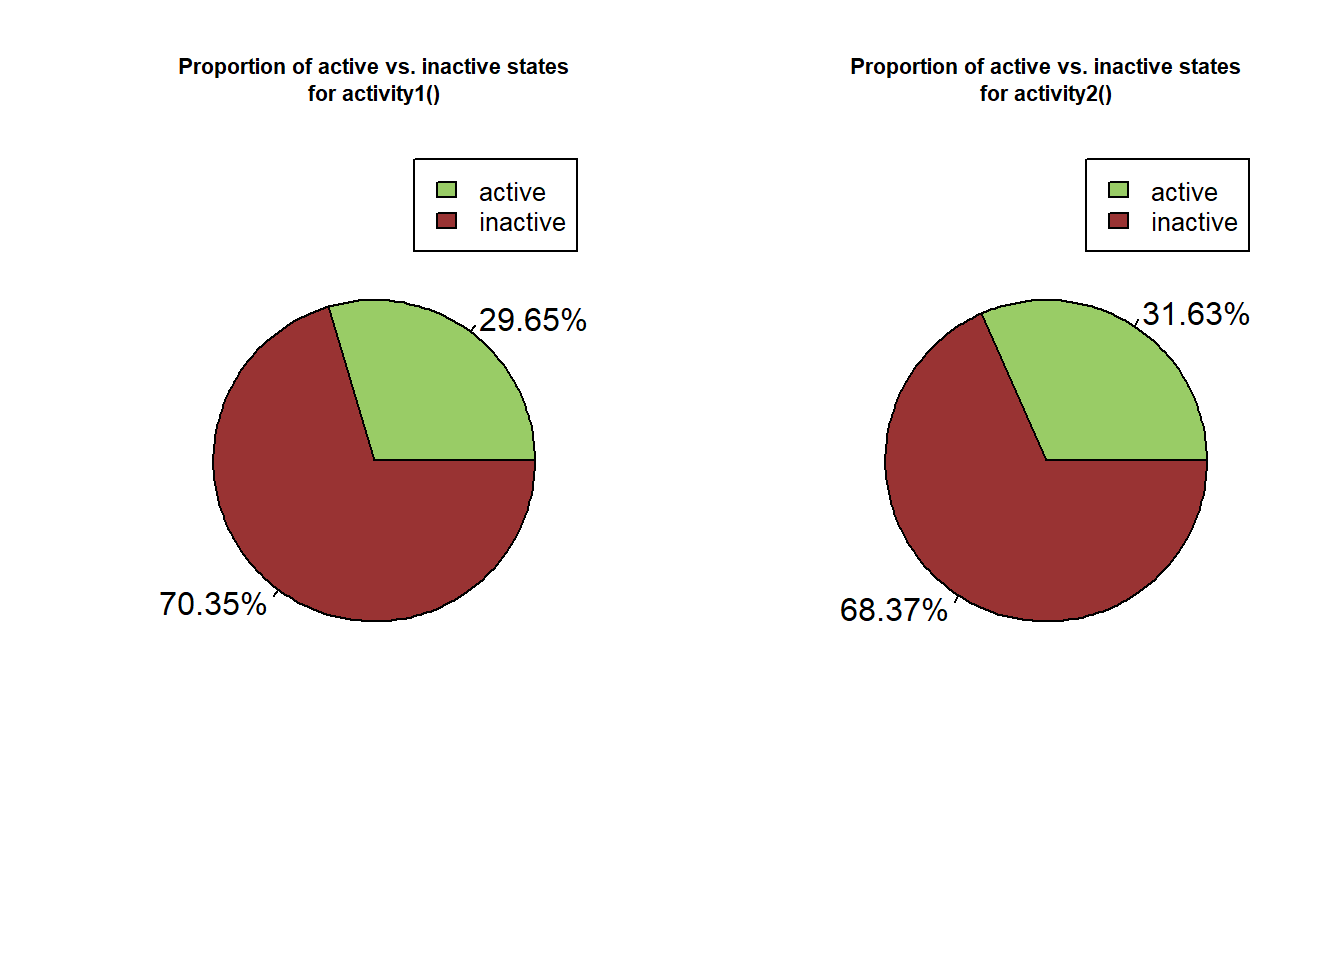 Proportion of active vs. inactive states
for activity1()
active
inactive
29.65%
70.35%
Proportion of active vs. inactive states
for activity2()
active
inactive
31.63%
68.37%